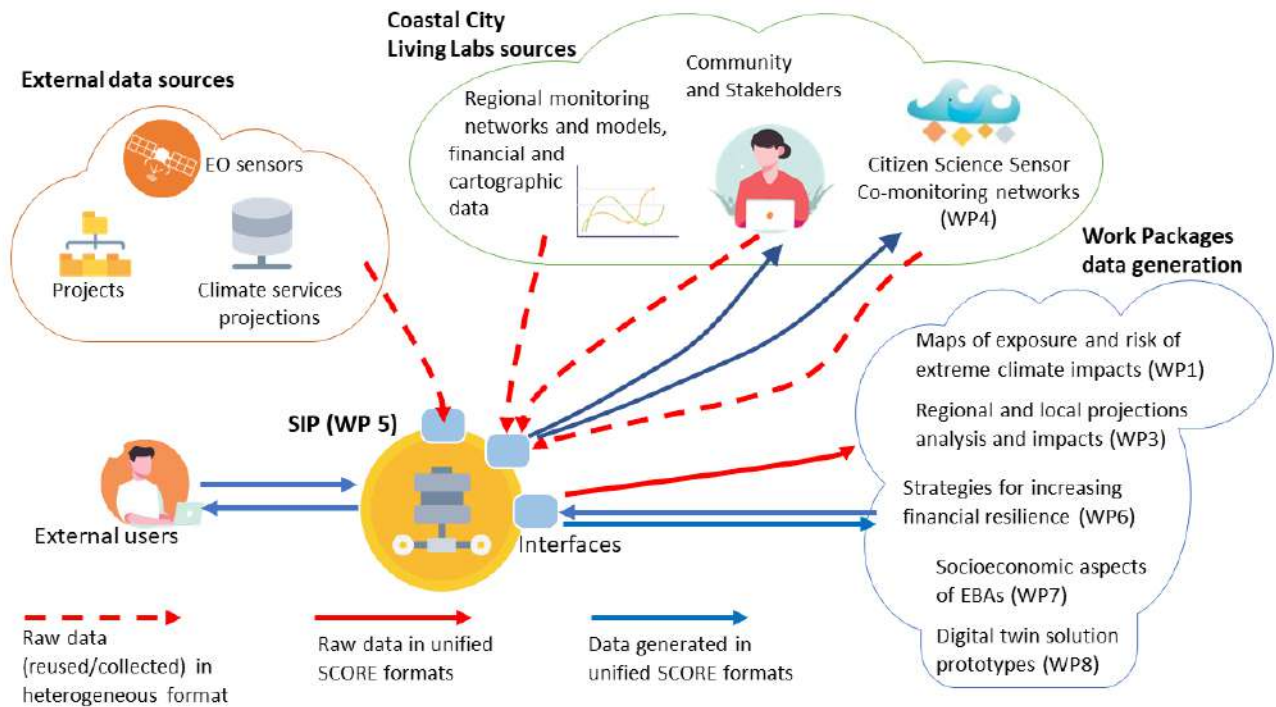 Coastal City
Living Labs sources
External data sources
EO sensors
Projects
Climate services
projections
Regional monitoring
networks and models,
financial and
cartographic
data
Community
and Stakeholders
Citizen Science Sensor
Co-monitoring networks
(WP4)
Work Packages
data generation
Maps of exposure and risk of
extreme climate impacts (WP1)
Regional and local projections
analysis and impacts (WP3)
Strategies for increasing
financial resilience (WP6)
Socioeconomic aspects
of EBAs (WP7)
Digital twin solution
prototypes (WP8)
SIP (WP 5)
External users
Interfaces
Raw data
(reused/collected) in
heterogeneous format
Raw data in unified
SCORE formats
Data generated in
unified SCORE formats